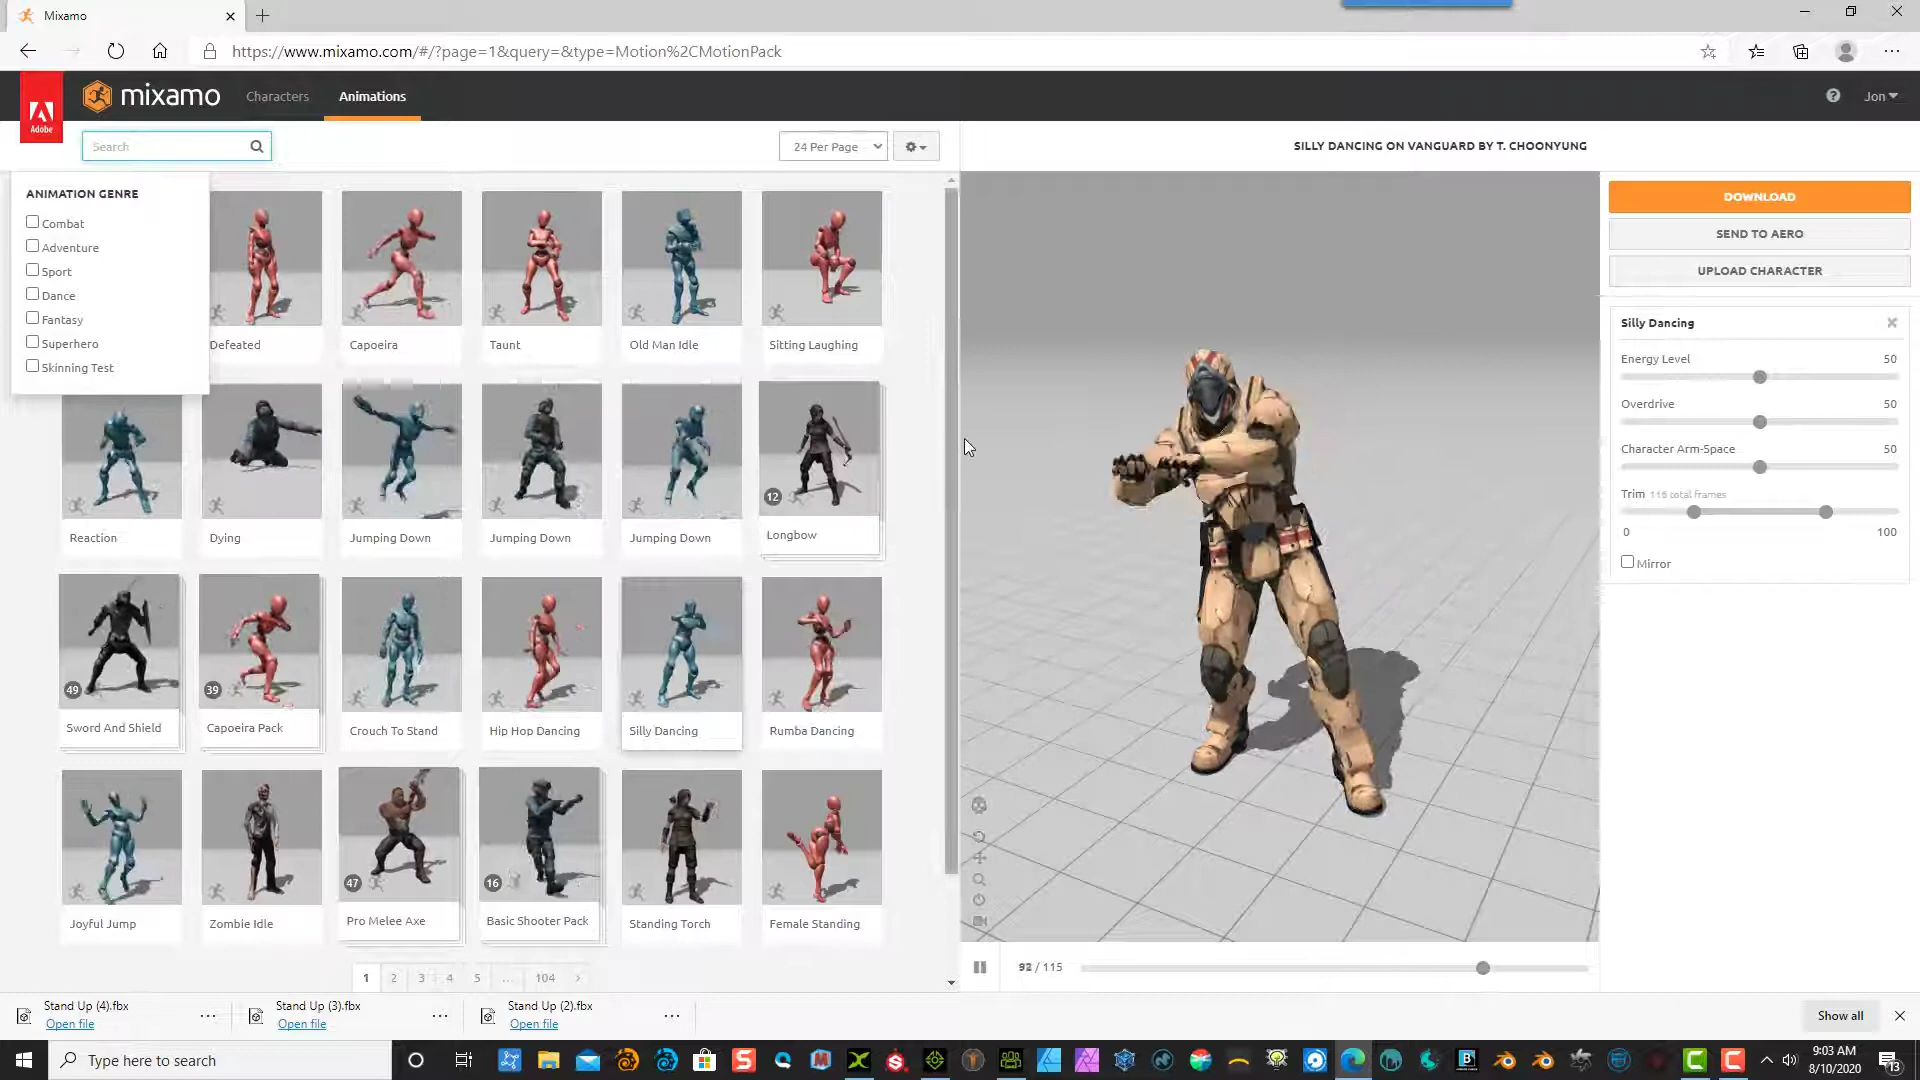 Mixamo
https://www.mixamo.com/#/?page=1&query=&type=Motion%2CMotionPack
Adobe
mixamo
Characters
Animations
Jon
Search
24 Per Page
SILLY DANCING ON VANGUARD BY T. CHOONYUNG
ANIMATION GENRE
Combat
Adventure
Sport
Dance
Fantasy
Superhero
Skinning Test
Defeated
Capoeira
Taunt
Old Man Idle
Sitting Laughing
Reaction
Dying
Jumping Down
Jumping Down
Jumping Down
12
Longbow
49
Sword And Shield
39
Capoeira Pack
Crouch To Stand
Hip Hop Dancing
Silly Dancing
Rumba Dancing
Joyful Jump
Zombie Idle
47
Pro Melee Axe
16
Basic Shooter Pack
Standing Torch
Female Standing
1 2 3 4 5 ... 104 >
DOWNLOAD
SEND TO AERO
UPLOAD CHARACTER
Silly Dancing
Energy Level 50
Overdrive 50
Character Arm-Space 50
Trim 116 total frames
0 100
Mirror
92 / 115
Stand Up (4).fbx
Open file
Stand Up (3).fbx
Open file
Stand Up (2).fbx
Open file
Show all
Type here to search
9:03 AM
8/10/2020
13